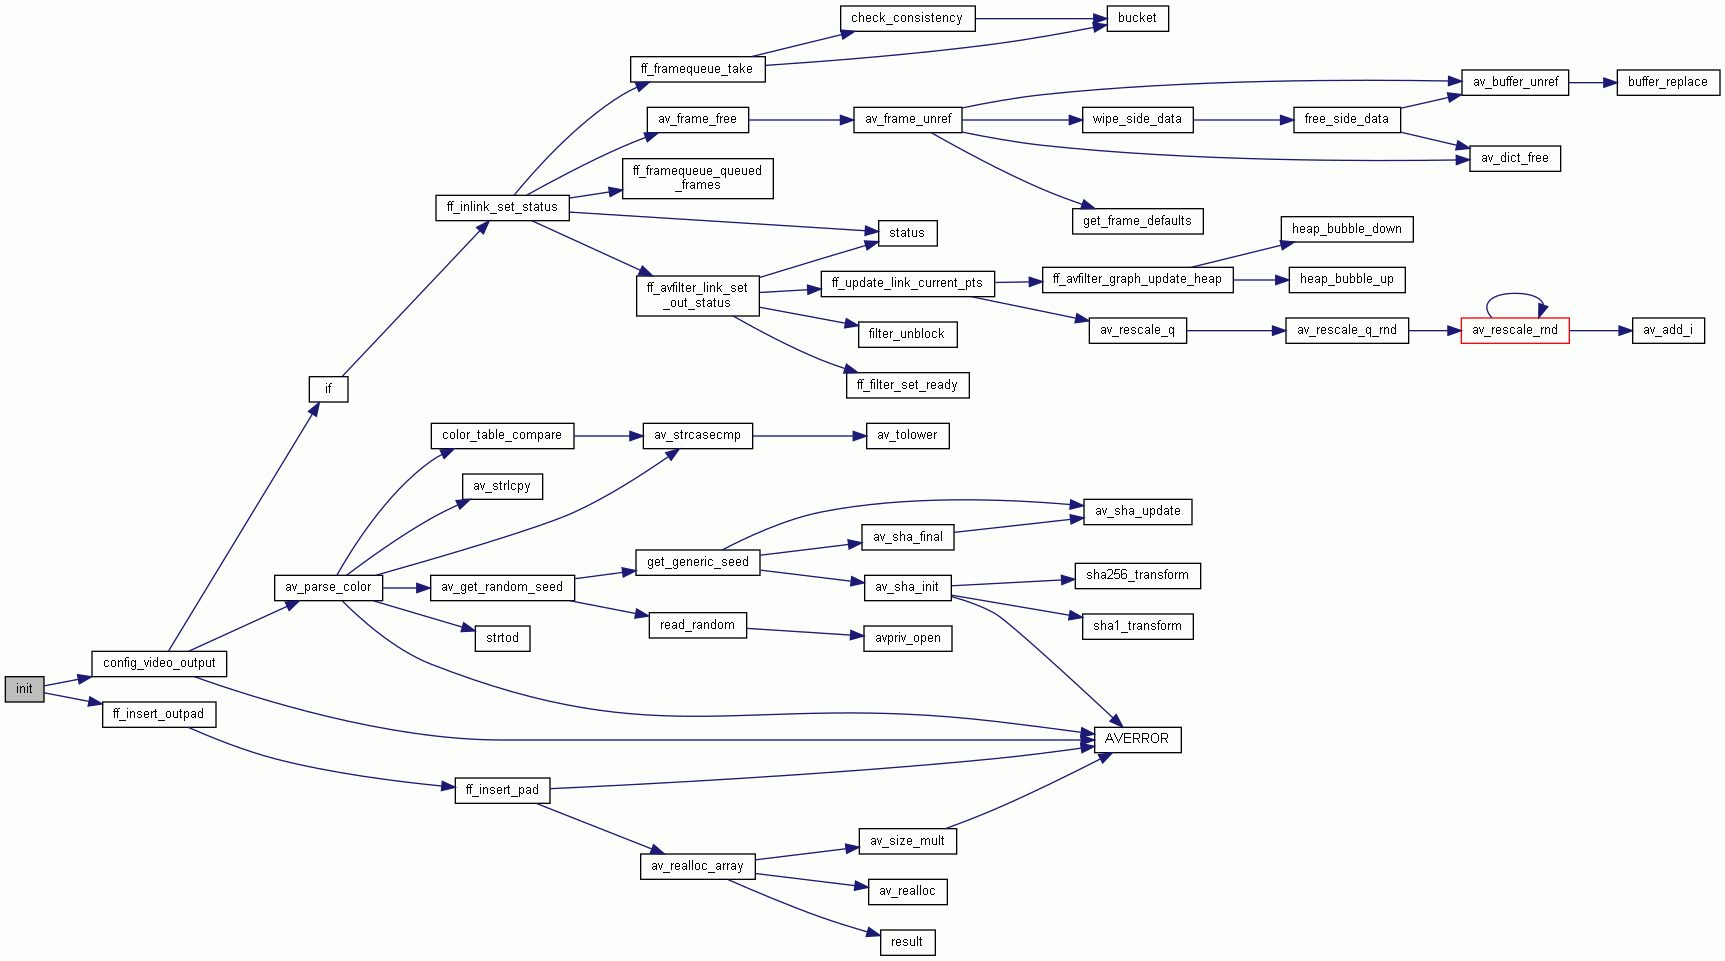 check_consistency
bucket
ff_framequeue_take
av_buffer_unref
buffer_replace
av_frame_free
av_frame_unref
wipe_side_data
free_side_data
av_dict_free
ff_framequeue_queued
_frames
ff_inlink_set_status
get_frame_defaults
status
heap_bubble_down
ff_avfilter_link_set
_out_status
ff_update_link_current_pts
ff_avfilter_graph_update_heap
heap_bubble_up
filter_unblock
av_rescale_q
av_rescale_q_rnd
av_rescale_rnd
av_add_i
ff_filter_set_ready
if
color_table_compare
av_strcasecmp
av_tolower
av_strlcpy
av_sha_update
av_sha_final
get_generic_seed
sha256_transform
av_parse_color
av_get_random_seed
av_sha_init
read_random
sha1_transform
strtod
avpriv_open
config_video_output
init
ff_insert_outpad
AVERROR
ff_insert_pad
av_size_mult
av_realloc_array
av_realloc
result